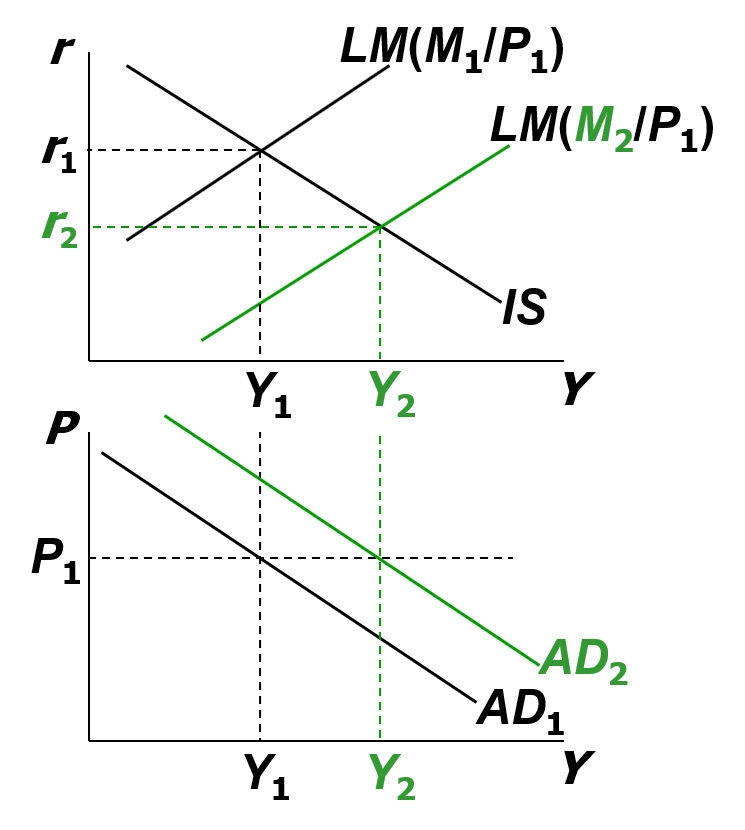 r
LM(M₁/P₁)
LM(M₂/P₁)
r₁
r₂
IS
Y₁
Y₂
Y
P
P₁
AD₂
AD₁
Y₁
Y₂
Y